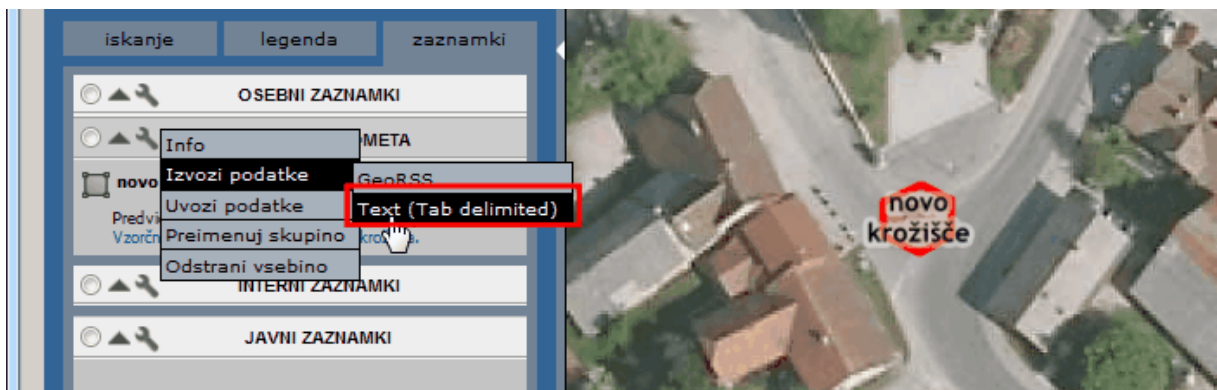 iskanje legenda zaznamki
OSEBNI ZAZNAMKI
Info
Izvozi podatke
GeoRSS
Text (Tab delimited)
novo
Uvozi podatke
Preimenuj skupino
Odstrani vsebino
INTERNI ZAZNAMKI
JAVNI ZAZNAMKI
novo
krožišče